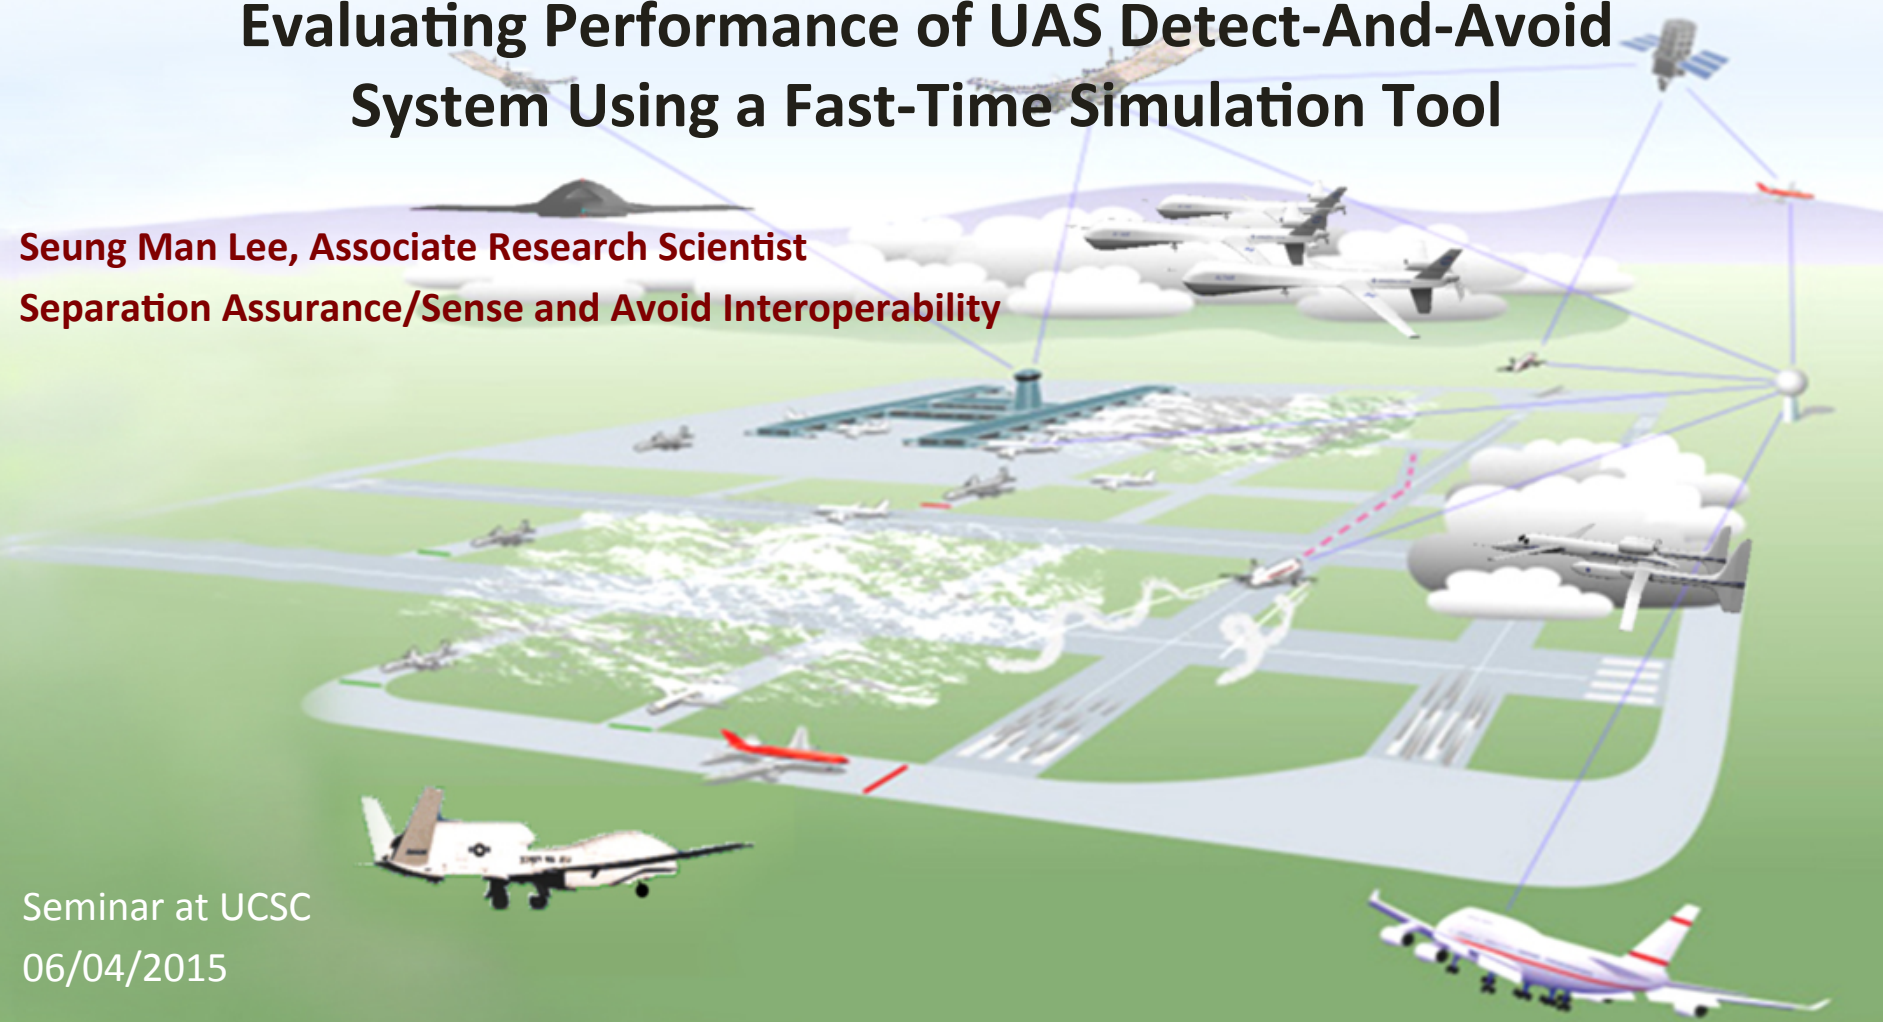 Evaluating Performance of UAS Detect-And-Avoid
System Using a Fast-Time Simulation Tool
Seung Man Lee, Associate Research Scientist
Separation Assurance/Sense and Avoid Interoperability
Seminar at UCSC
06/04/2015